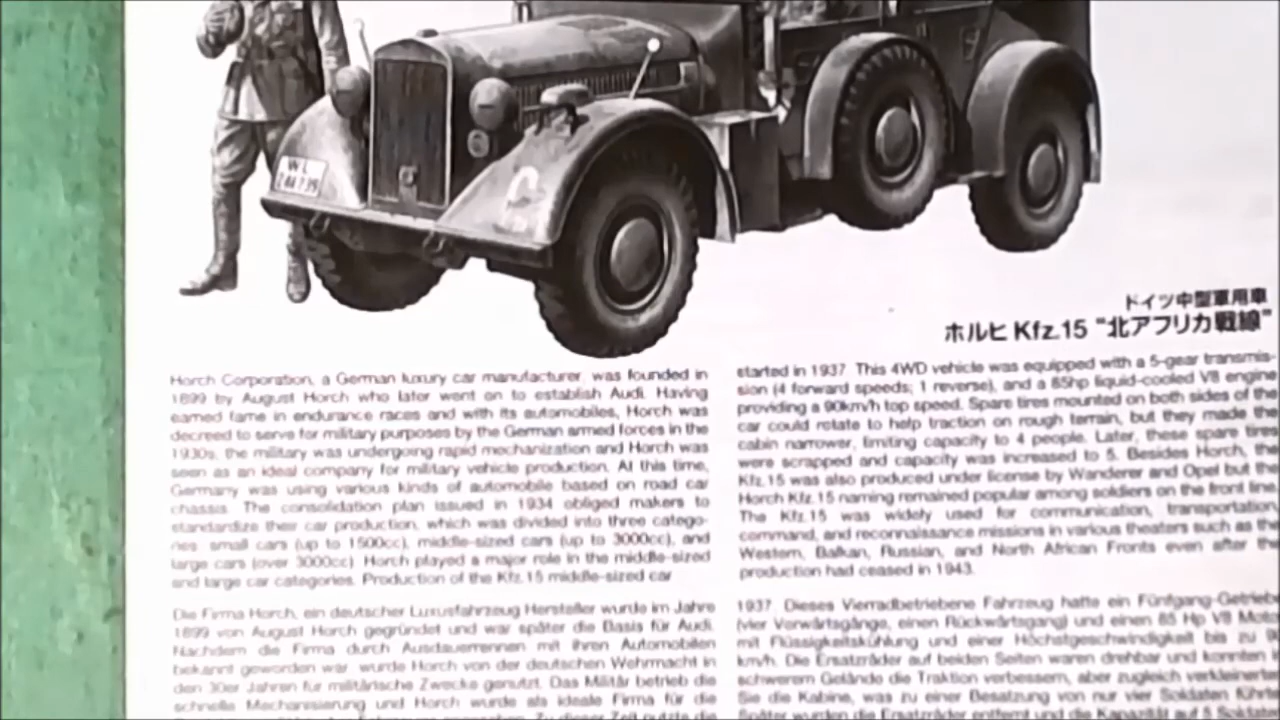 WL
ドイツ中型軍用車
ホルヒ Kfz.15 "北アフリカ戦線"
Horch Corporation, a German luxury car manufacturer, was founded in
1899 by August Horch who later went on to establish Audi. Having
earned fame in endurance races and with its automobiles, Horch was
decreed to serve for military purposes by the German armed forces in the
1930s, the military was undergoing rapid mechanization and Horch was
seen as an ideal company for military vehicle production. At this time,
Germany was using various kinds of automobile based on road car
chassis. The consolidation plan issued in 1934 obliged makers to
standardize their car production, which was divided into three catego-
ries: small cars (up to 1500cc), middle-sized cars (up to 3000cc), and
large cars (over 3000cc). Horch played a major role in the middle-sized
and large car categories. Production of the Kfz.15 middle-sized car
started in 1937. This 4WD vehicle was equipped with a 5-gear transmis-
sion (4 forward speeds; 1 reverse), and a 85hp liquid-cooled V8 engine
providing a 90km/h top speed. Spare tires mounted on both sides of the
car could rotate to help traction on rough terrain, but they made the
cabin narrower, limiting capacity to 4 people. Later, these spare tires
were scrapped and capacity was increased to 5. Besides Horch, the
Kfz.15 was also produced under license by Wanderer and Opel but the
Horch Kfz.15 naming remained popular among soldiers on the front line.
The Kfz.15 was widely used for communication, transportation,
command, and reconnaissance missions in various theaters such as the
Western, Balkan, Russian, and North African Fronts even after the
production had ceased in 1943.
Die Firma Horch, ein deutscher Luxusfahrzeug Hersteller wurde im Jahre
1899 von August Horch gegründet und war später die Basis für Audi.
Nachdem die Firma durch Ausdauerrennen mit ihren Automobilen
bekannt geworden war wurde Horch von der deutschen Wehrmacht in
den 30er Jahren für militärische Zwecke genutzt. Das Militär betrieb die
schnelle Mechanisierung und Horch wurde als ideale Firma für die
Zu dieser Zeit nutzte die
1937. Dieses Vierradbetriebene Fahrzeug hatte ein Fünfgang-Getriebe
(vier Vorwärtsgänge, einen Rückwärtsgang) und einen 85 Hp V8 Moto
mit Flüssigkeitskühlung und einer Höchstgeschwindigkeit bis zu 9
km/h. Die Ersatzräder auf beiden Seiten waren drehbar und konnten i
schwerem Gelände die Traktion verbessern, aber zugleich verkleinerte
Sie die Kabine, was zu einer Besatzung von nur vier Soldaten führte
Später wurden die Ersatzräder entfernt und die Kapazität auf 5 Soldate